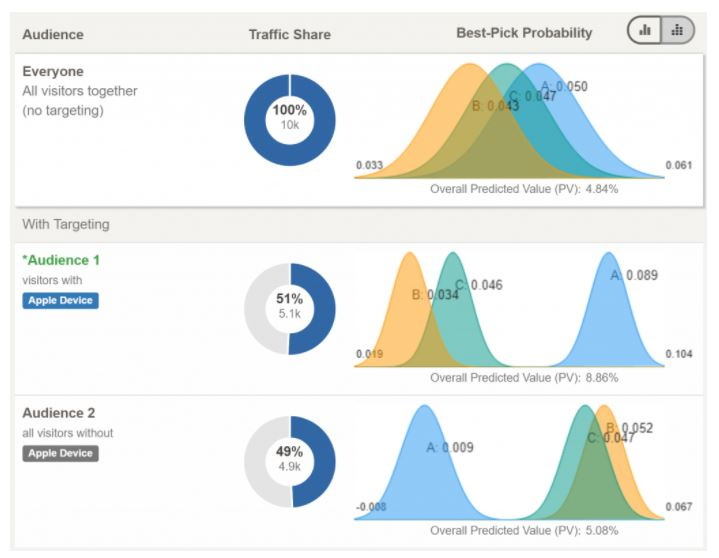 Audience Traffic Share Best-Pick Probability
Everyone
All visitors together
(no targeting)
100%
10k
A: 0.050
C: 0.047
B: 0.043
0.033 0.061
Overall Predicted Value (PV): 4.84%
With Targeting
*Audience 1
visitors with
Apple Device
51%
5.1k
A: 0.089
C: 0.046
B: 0.034
0.019 0.104
Overall Predicted Value (PV): 8.86%
Audience 2
all visitors without
Apple Device
49%
4.9k
B: 0.052
C: 0.047
A: 0.009
-0.008 0.067
Overall Predicted Value (PV): 5.08%